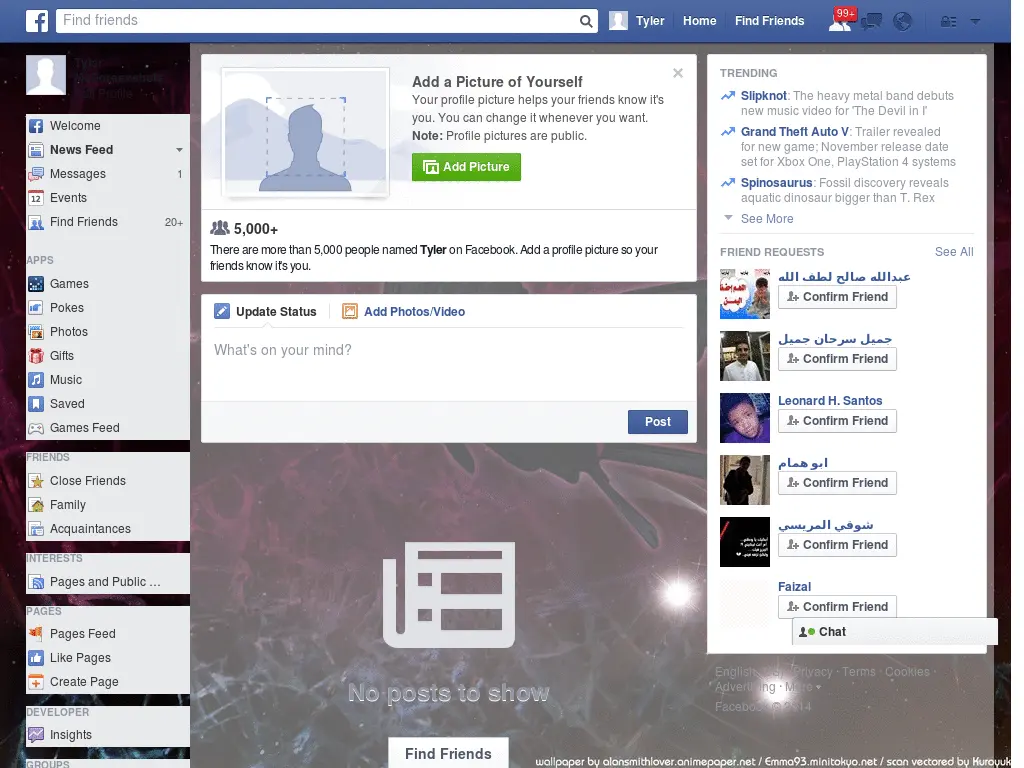 Find friends
Tyler
Home
Find Friends
99+
Tyler
Edit Profile
Welcome
News Feed
Messages 1
Events
Find Friends 20+
APPS
Games
Pokes
Photos
Gifts
Music
Saved
Games Feed
FRIENDS
Close Friends
Family
Acquaintances
INTERESTS
Pages and Public ...
PAGES
Pages Feed
Like Pages
Create Page
DEVELOPER
Insights
GROUPS
Add a Picture of Yourself
Your profile picture helps your friends know it's
you. You can change it whenever you want.
Note: Profile pictures are public.
Add Picture
5,000+
There are more than 5,000 people named Tyler on Facebook. Add a profile picture so your
friends know it's you.
Update Status
Add Photos/Video
What's on your mind?
Post
No posts to show
Find Friends
TRENDING
Slipknot: The heavy metal band debuts
new music video for 'The Devil in I'
Grand Theft Auto V: Trailer revealed
for new game; November release date
set for Xbox One, PlayStation 4 systems
Spinosaurus: Fossil discovery reveals
aquatic dinosaur bigger than T. Rex
See More
FRIEND REQUESTS See All
عبدالله صالح لطف الله
Confirm Friend
جميل سرحان جميل
Confirm Friend
Leonard H. Santos
Confirm Friend
ابو همام
Confirm Friend
شوقي المريسي
Confirm Friend
Faizal
Confirm Friend
Chat
Privacy · Terms · Cookies ·
Advertising · More
Facebook © 2014
wallpaper by alansmithlover.animepaper.net / Emma93.minitokyo.net / scan vectored by Kurayuk